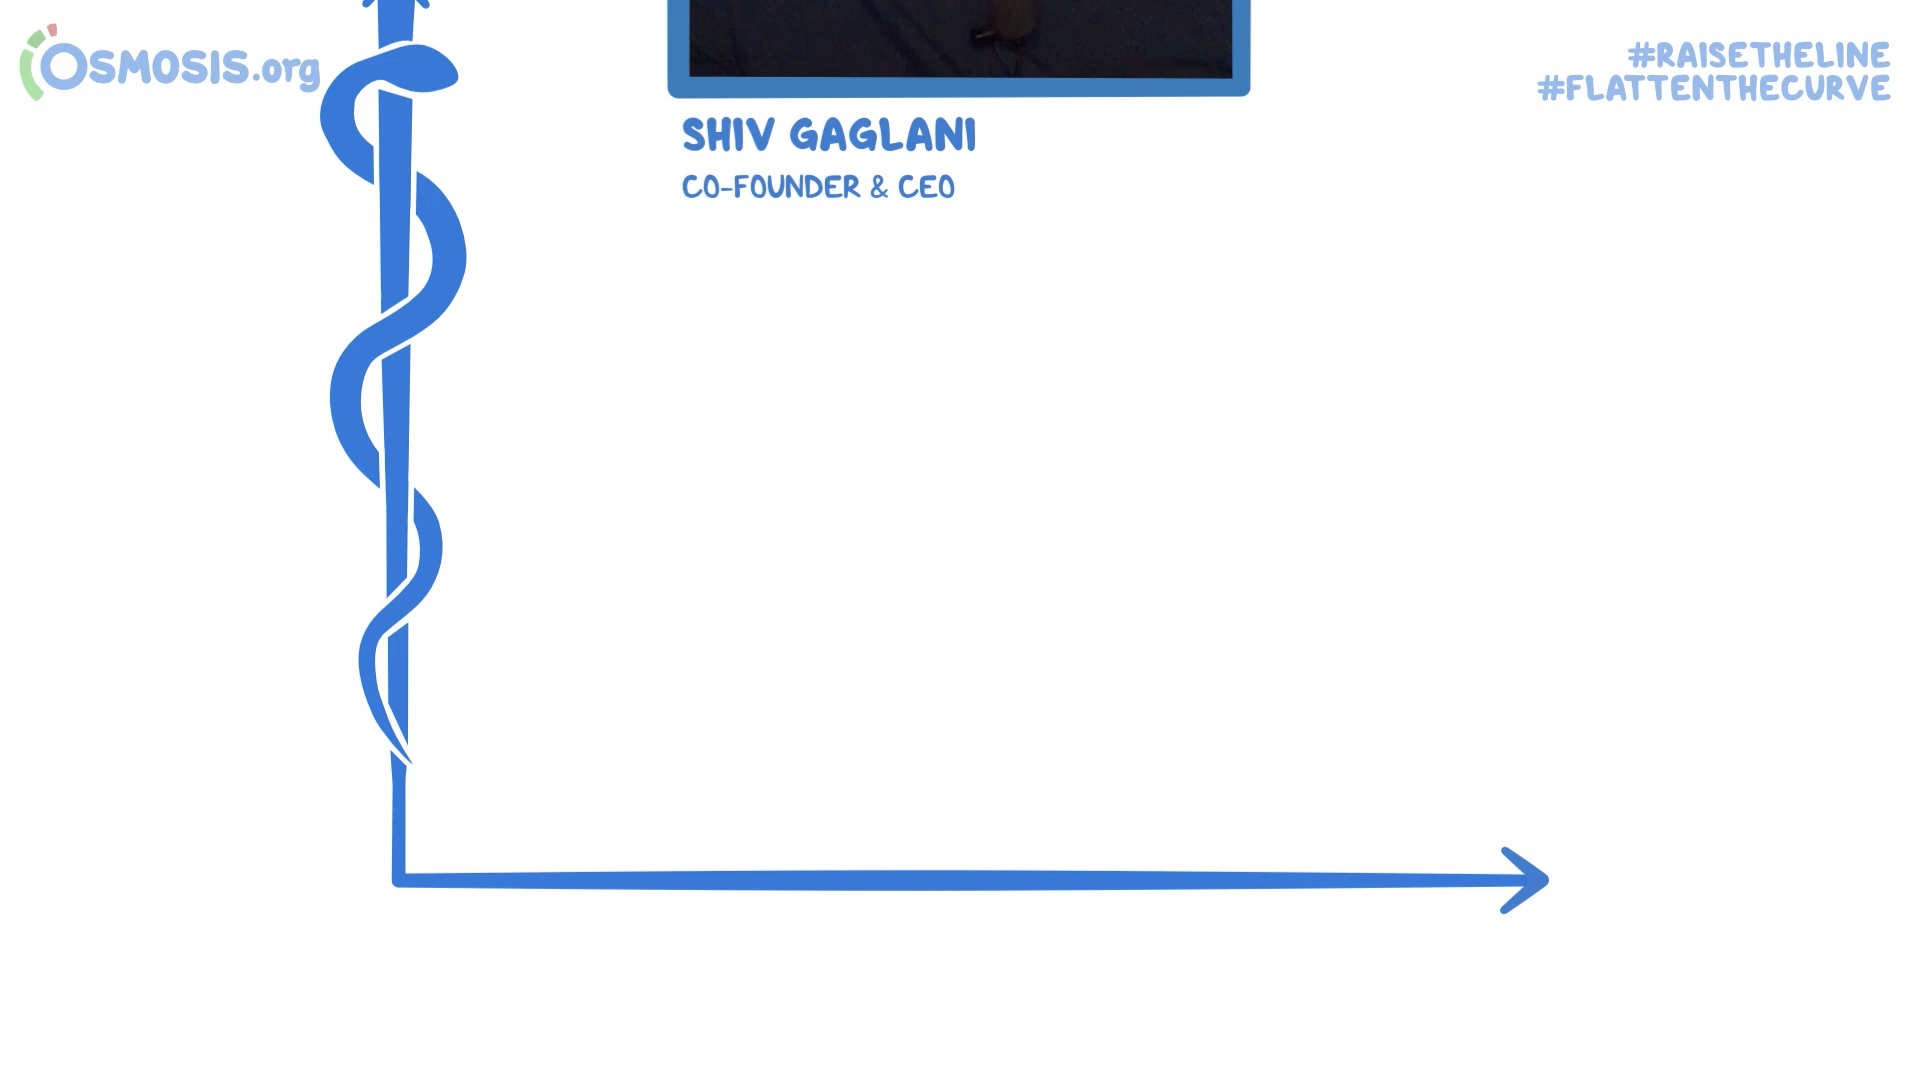 OSMOSIS.org
#RAISETHELINE
#FLATTENTHECURVE
SHIV GAGLANI
CO-FOUNDER & CEO